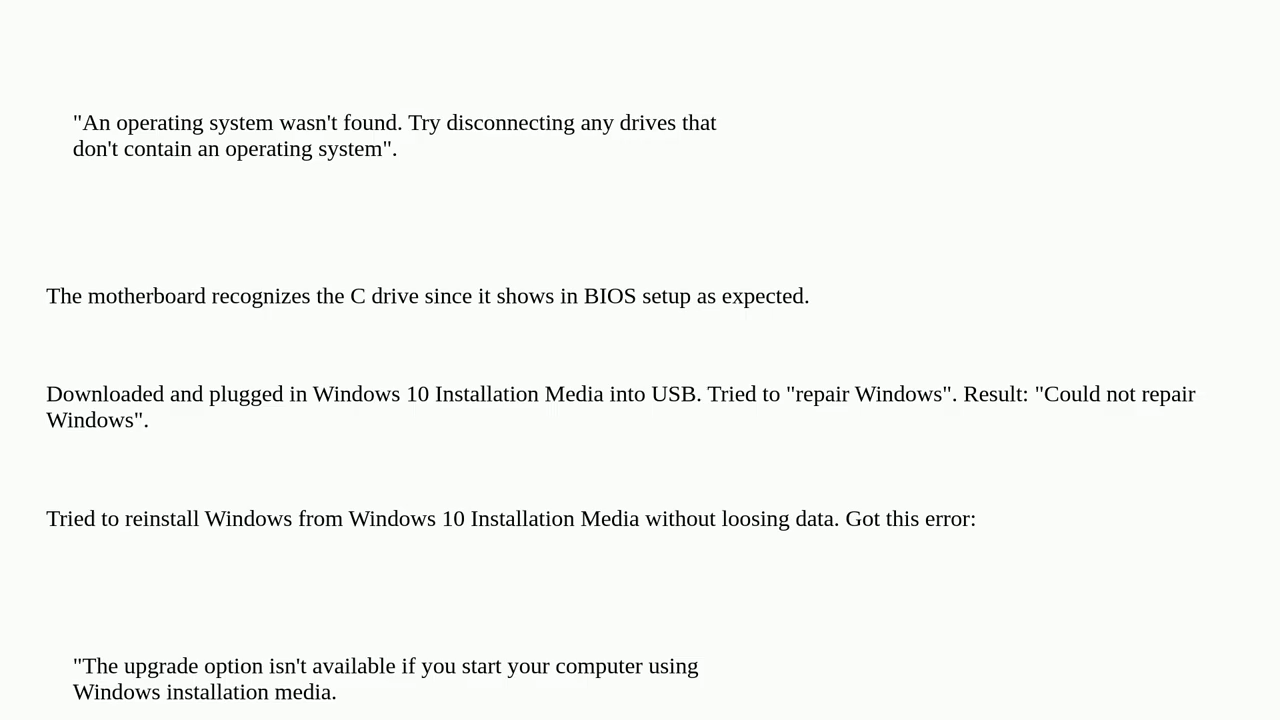 "An operating system wasn't found. Try disconnecting any drives that
don't contain an operating system".
The motherboard recognizes the C drive since it shows in BIOS setup as expected.
Downloaded and plugged in Windows 10 Installation Media into USB. Tried to "repair Windows". Result: "Could not repair
Windows".
Tried to reinstall Windows from Windows 10 Installation Media without loosing data. Got this error:
"The upgrade option isn't available if you start your computer using
Windows installation media.